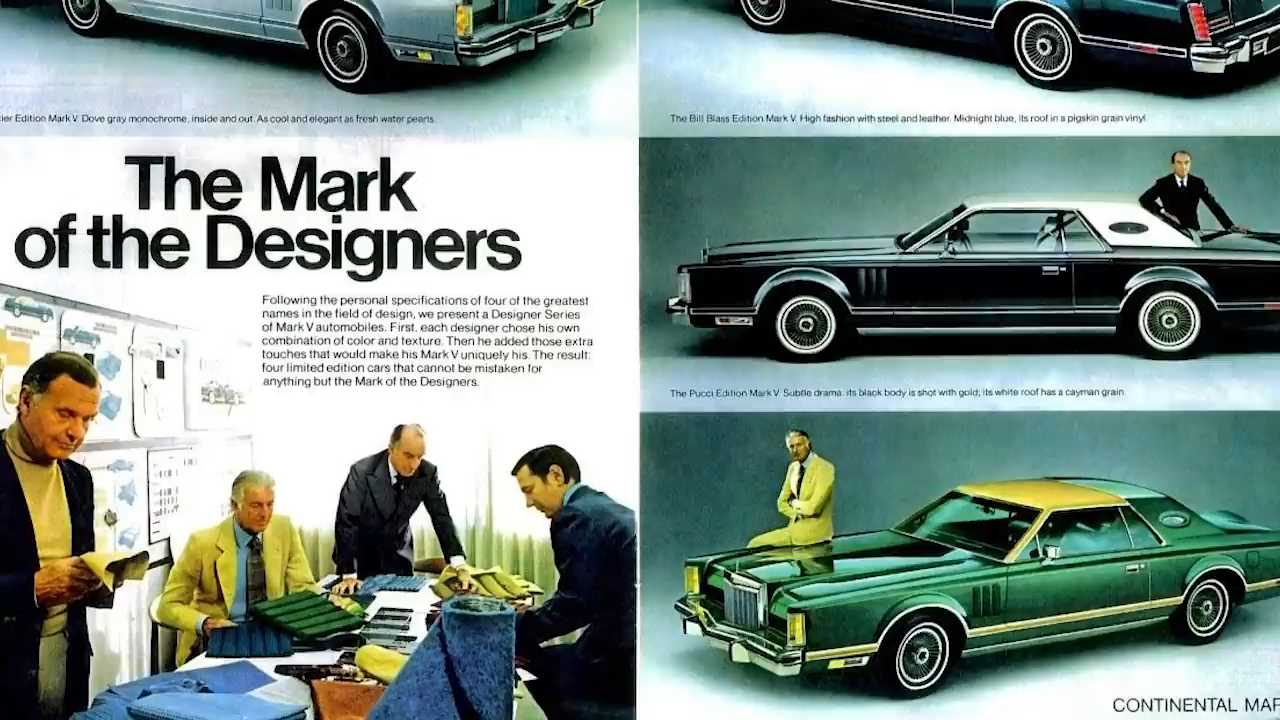 ier Edition Mark V. Dove gray monochrome, inside and out. As cool and elegant as fresh water pearls.
The Bill Blass Edition Mark V. High fashion with steel and leather. Midnight blue, its roof in a pigskin grain vinyl.
The Mark
of the Designers
Following the personal specifications of four of the greatest
names in the field of design, we present a Designer Series
of Mark V automobiles. First, each designer chose his own
combination of color and texture. Then he added those extra
touches that would make his Mark V uniquely his. The result:
four limited edition cars that cannot be mistaken for
anything but the Mark of the Designers.
The Pucci Edition Mark V. Subtle drama: its black body is shot with gold; its white roof has a cayman grain.
CONTINENTAL MAR